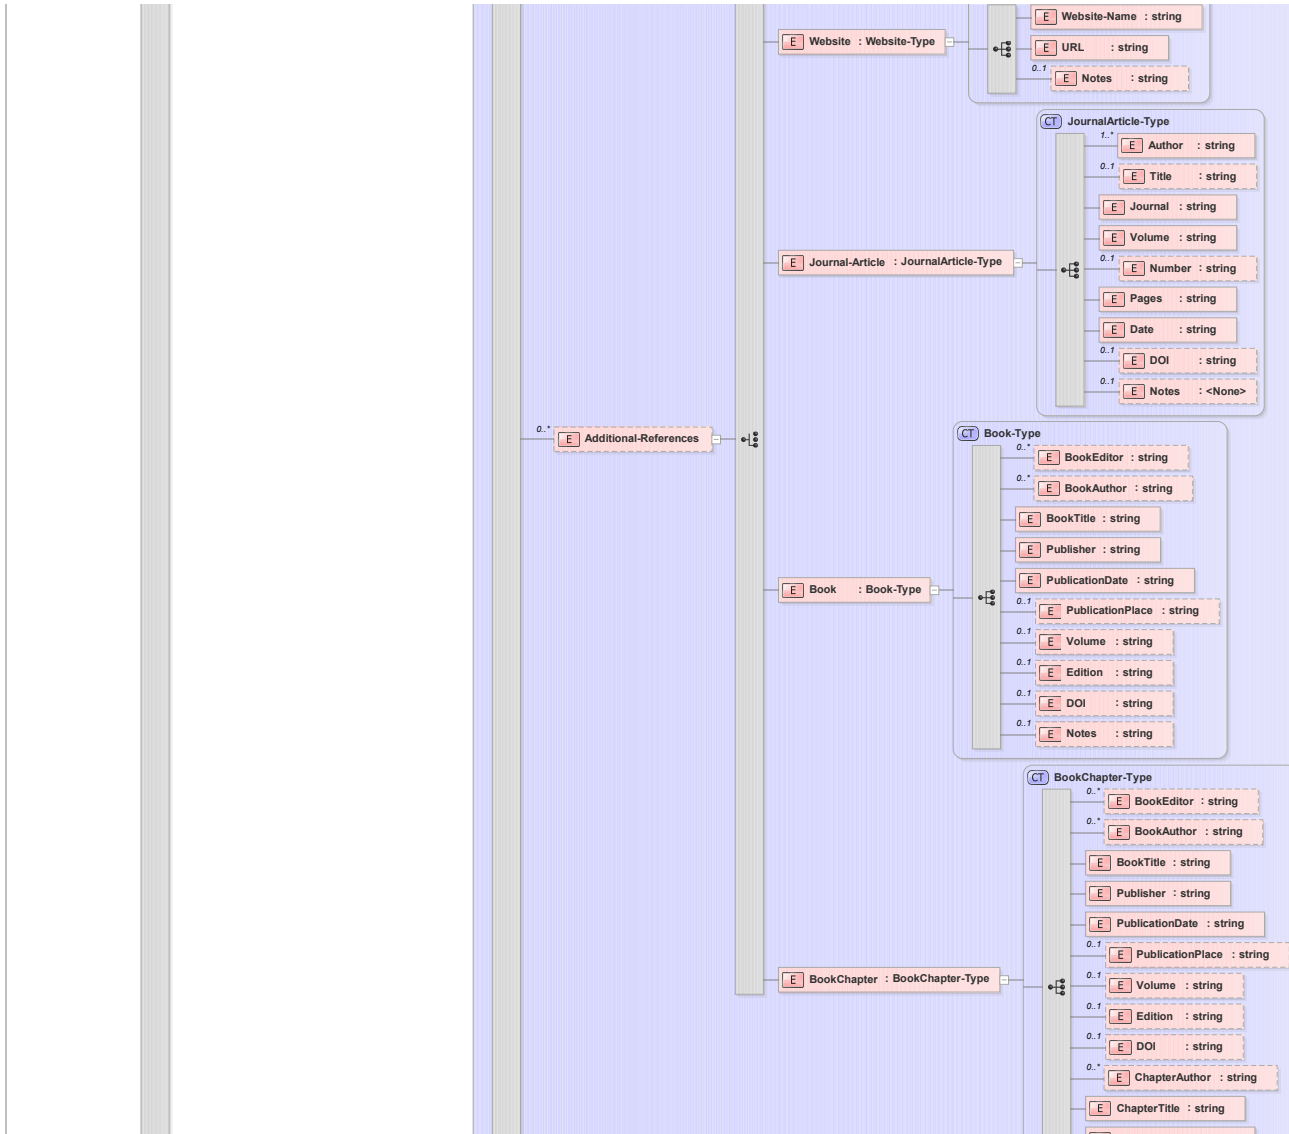 E Website-Name : string
E Website : Website-Type
E URL : string
0..1
E Notes : string
CT JournalArticle-Type
1..*
E Author : string
0..1
E Title : string
E Journal : string
E Volume : string
0..1
E Journal-Article : JournalArticle-Type
E Number : string
E Pages : string
E Date : string
0..1
E DOI : string
0..1
E Notes : <None>
0..*
E Additional-References
CT Book-Type
0..*
E BookEditor : string
0..*
E BookAuthor : string
E BookTitle : string
E Publisher : string
E PublicationDate : string
E Book : Book-Type
0..1
E PublicationPlace : string
0..1
E Volume : string
0..1
E Edition : string
0..1
E DOI : string
0..1
E Notes : string
CT BookChapter-Type
0..*
E BookEditor : string
0..*
E BookAuthor : string
E BookTitle : string
E Publisher : string
E PublicationDate : string
0..1
E PublicationPlace : string
E BookChapter : BookChapter-Type
0..1
E Volume : string
0..1
E Edition : string
0..1
E DOI : string
0..*
E ChapterAuthor : string
E ChapterTitle : string